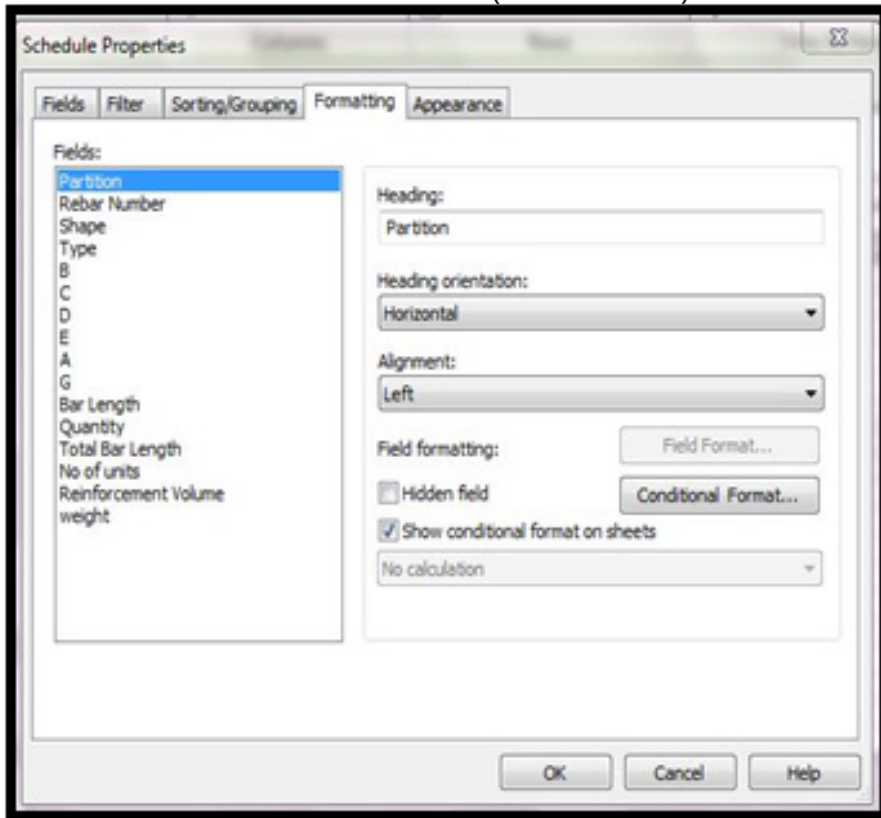 Schedule Properties
Fields Filter Sorting/Grouping Formatting Appearance
Fields:
Partition
Rebar Number
Shape
Type
B
C
D
E
A
G
Bar Length
Quantity
Total Bar Length
No of units
Reinforcement Volume
weight
Heading:
Partition
Heading orientation:
Horizontal
Alignment:
Left
Field formatting: Field Format...
Hidden field Conditional Format...
Show conditional format on sheets
No calculation
OK Cancel Help